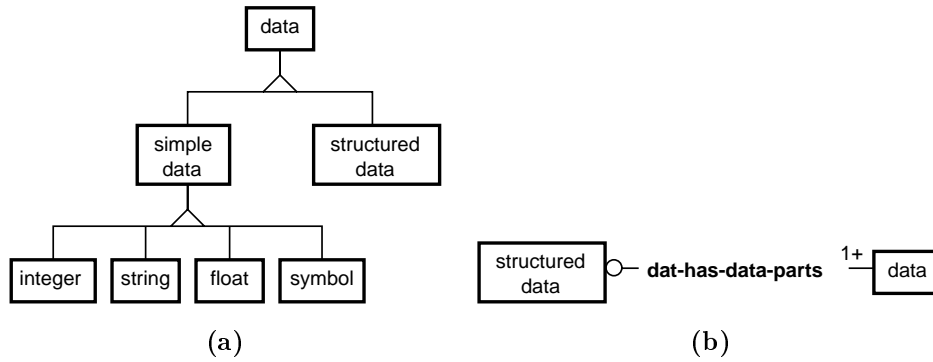 data
simple
data
structured
data
integer
string
float
symbol
(a)
structured
data
dat-has-data-parts
1+
data
(b)